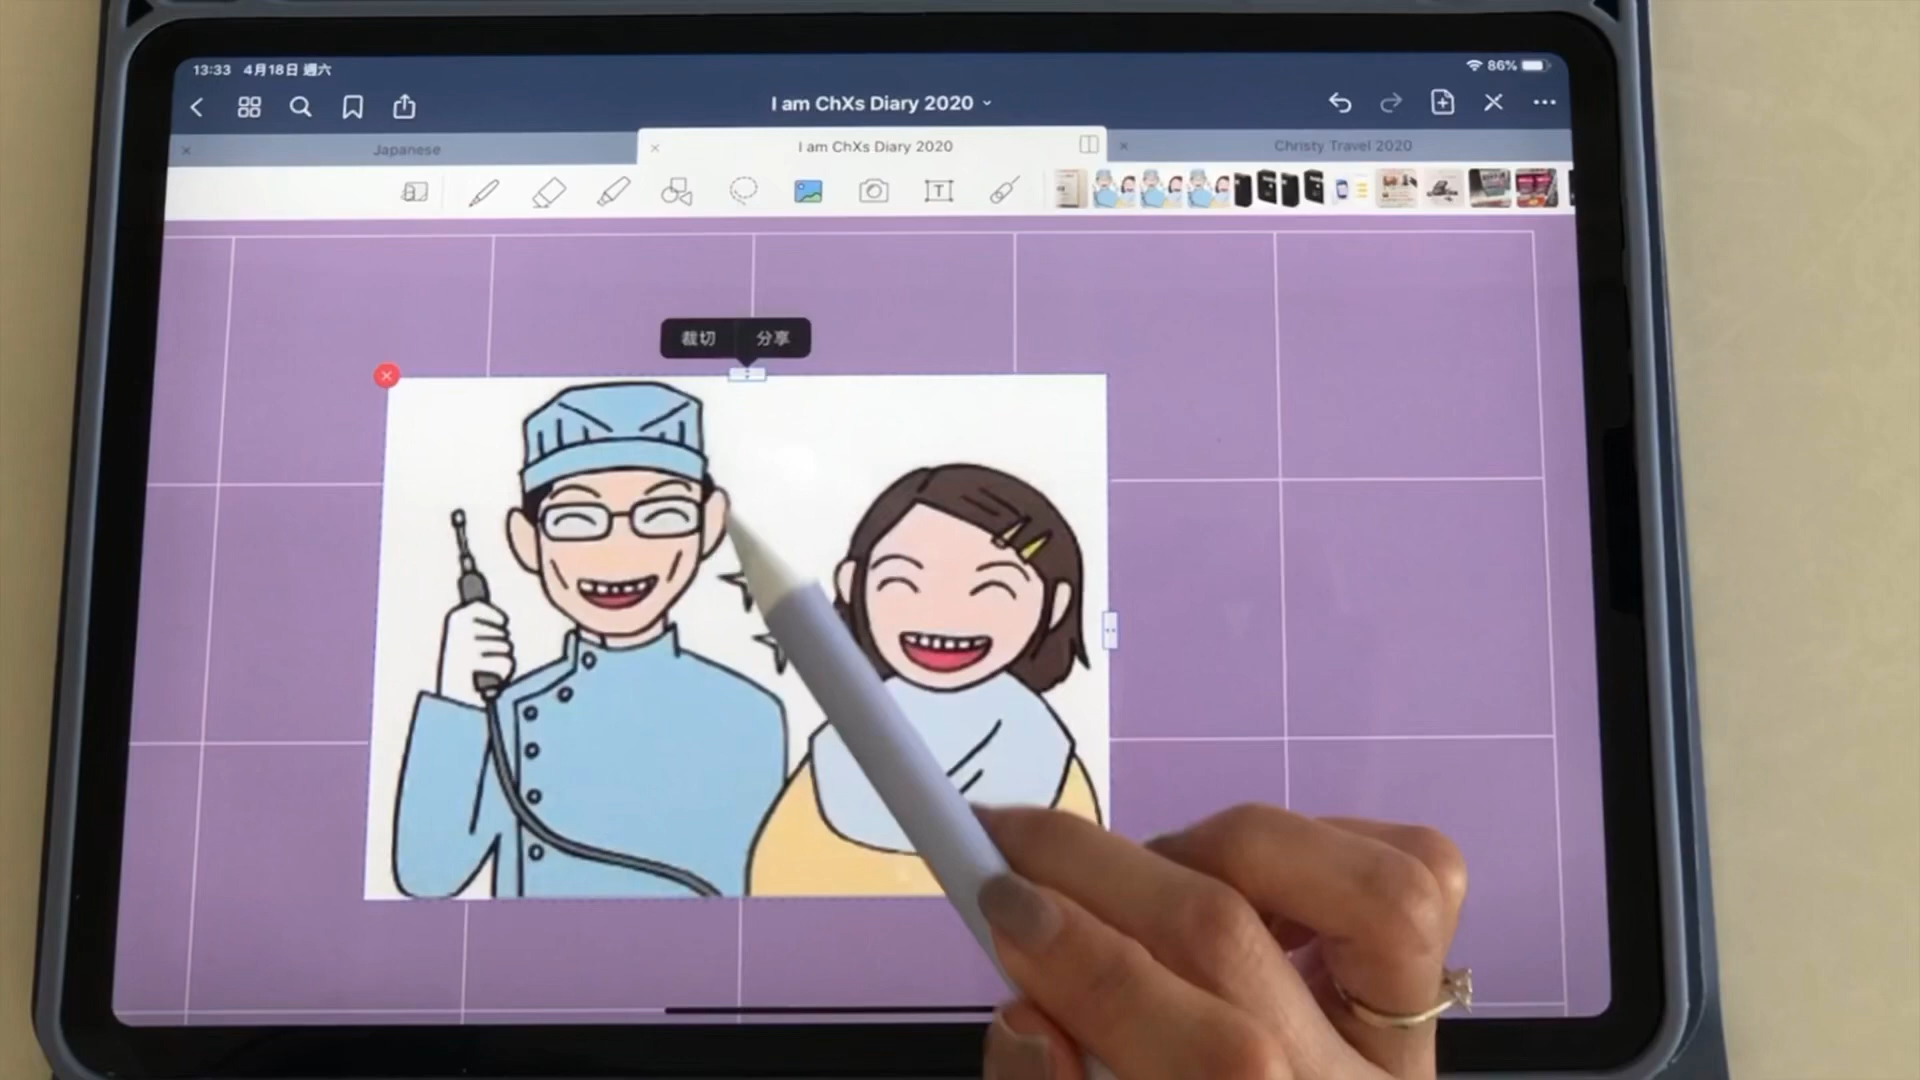 13:33 4月18日 週六
86%
I am ChXs Diary 2020
Japanese
I am ChXs Diary 2020
Christy Travel 2020
T
裁切 分享